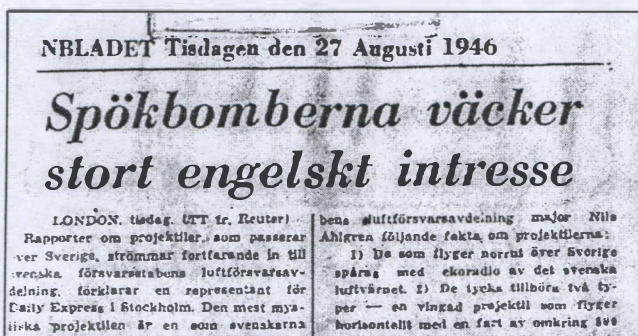 NBLADET Tisdagen den 27 Augusti 1946
Spökbomberna väcker
stort engelskt intresse
LONDON, tisdag. (TT fr. Reuter)
Rapporter om projektiler, som passerar
ver Sverige, strömmar fortfarande in till
venska försvarsstabens luftförsvarsav-
delning, förklarar en representant för
Daily Express i Stockholm. Den mest mys-
tiska projektilen är en som svenskarna
bens luftförsvarsavdelning major Nils
Ahlgren följande fakta om projektilerna:
1) De som flyger norrut över Sverige
spåras med ekoradio av det svenska
luftvärnet. 2) De tycks tillhöra två ty-
per — en vingad projektil som flyger
horisontellt med en fart av omkring